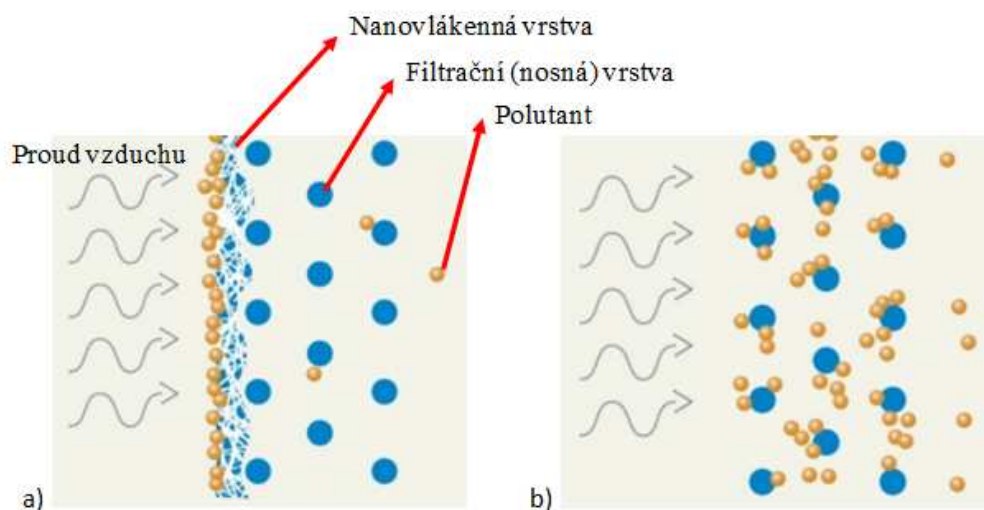 Nanovlákenná vrstva
Filtrační (nosná) vrstva
Polutant
Proud vzduchu
a)
b)